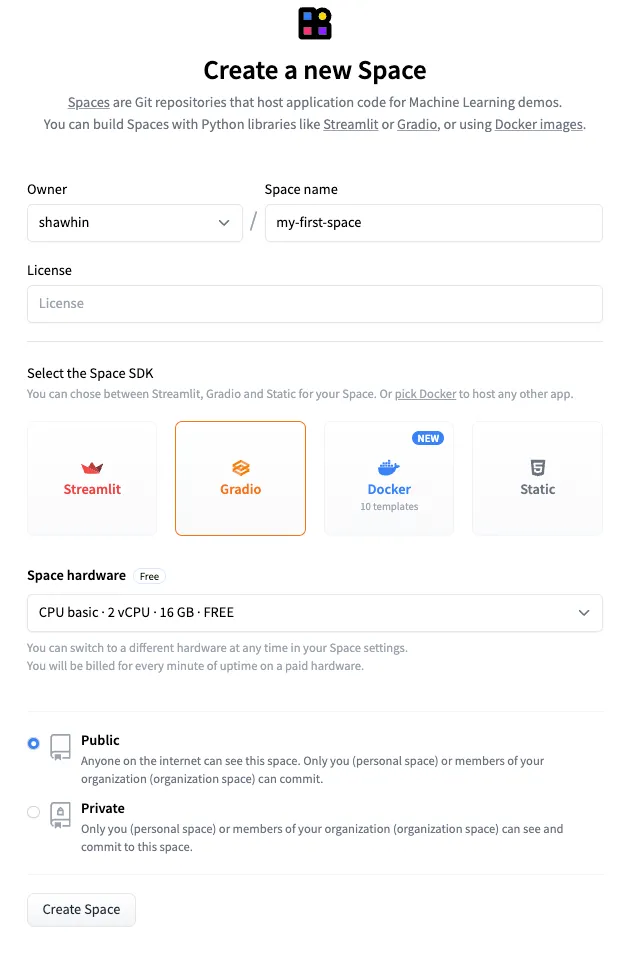 Create a new Space
Spaces are Git repositories that host application code for Machine Learning demos.
You can build Spaces with Python libraries like Streamlit or Gradio, or using Docker images.
Owner
Space name
shawhin
/
my-first-space
License
License
Select the Space SDK
You can chose between Streamlit, Gradio and Static for your Space. Or pick Docker to host any other app.
Streamlit
Gradio
NEW
Docker
10 templates
Static
Space hardware Free
CPU basic · 2 vCPU · 16 GB · FREE
You can switch to a different hardware at any time in your Space settings.
You will be billed for every minute of uptime on a paid hardware.
Public
Anyone on the internet can see this space. Only you (personal space) or members of your
organization (organization space) can commit.
Private
Only you (personal space) or members of your organization (organization space) can see and
commit to this space.
Create Space